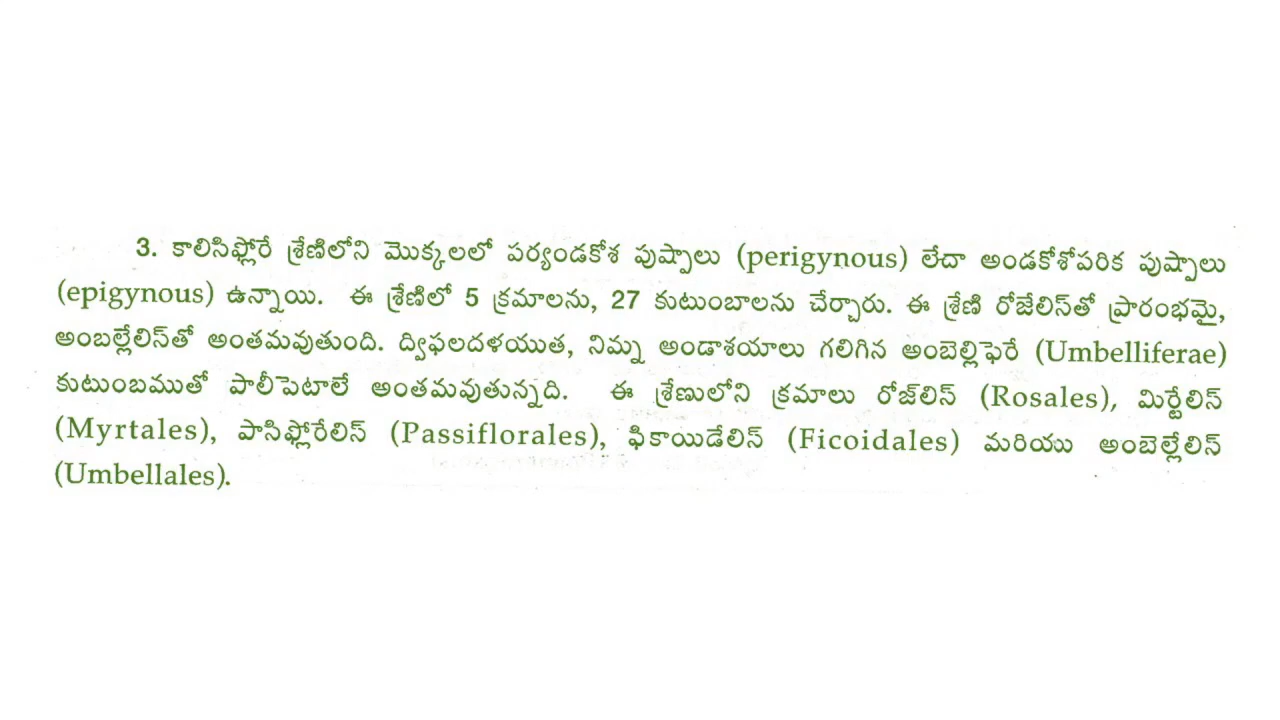 3. కాలిసిఫ్లోరే శ్రేణిలోని మొక్కలలో పర్యండకోశ పుష్పాలు (perigynous) లేదా అండకోశోపరిక పుష్పాలు
(epigynous) ఉన్నాయి. ఈ శ్రేణిలో 5 క్రమాలను, 27 కుటుంబాలను చేర్చారు. ఈ శ్రేణి రోజేలిస్‌తో ప్రారంభమై,
అంబల్లేలిస్‌తో అంతమవుతుంది. ద్విఫలదళయుత, నిమ్న అండాశయాలు గలిగిన అంబెల్లిఫెరే (Umbelliferae)
కుటుంబముతో పాలీపెటాలే అంతమవుతున్నది. ఈ శ్రేణులోని క్రమాలు రోజ్‌లిస్ (Rosales), మిర్టేలిస్
(Myrtales), పాసిఫ్లోరేలిస్ (Passiflorales), ఫికాయిడేలిస్ (Ficoidales) మరియు అంబెల్లేలిస్
(Umbellales).